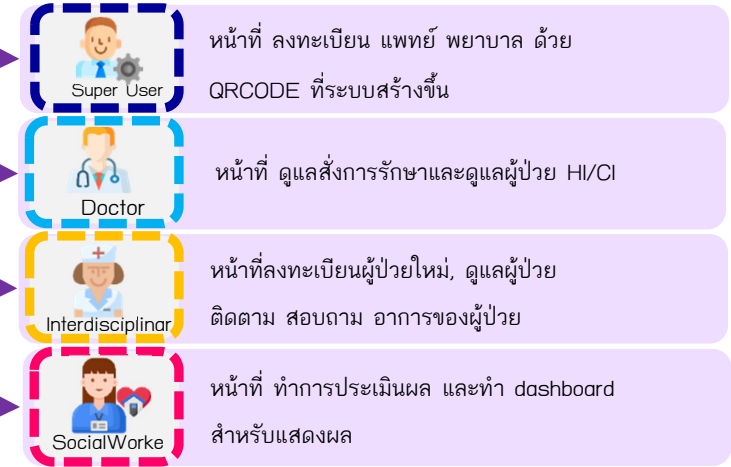 Super User
หน้าที่ ลงทะเบียน แพทย์ พยาบาล ด้วย
QRCODE ที่ระบบสร้างขึ้น
Doctor
หน้าที่ ดูแลสั่งการรักษาและดูแลผู้ป่วย HI/CI
Interdisciplinar
หน้าที่ลงทะเบียนผู้ป่วยใหม่, ดูแลผู้ป่วย
ติดตาม สอบถาม อาการของผู้ป่วย
SocialWorke
หน้าที่ ทำการประเมินผล และทำ dashboard
สำหรับแสดงผล